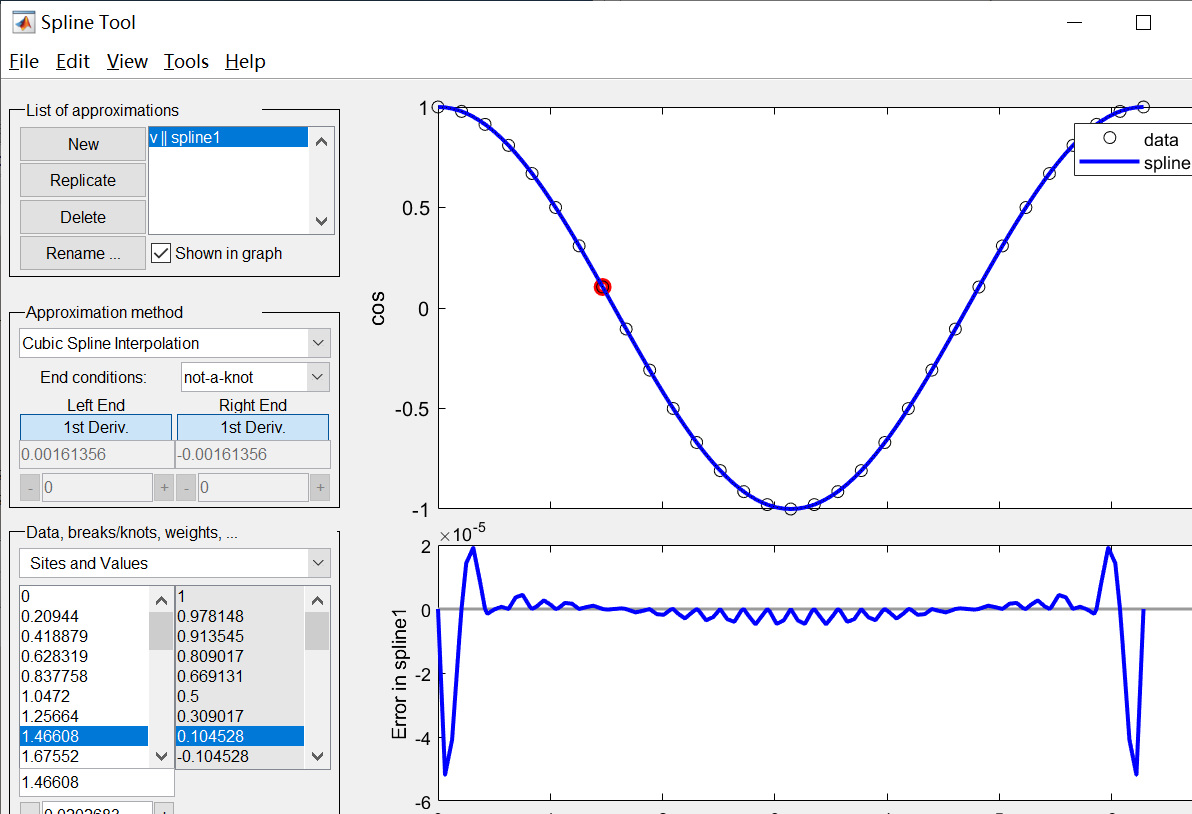 Spline Tool
File Edit View Tools Help
List of approximations
New
v || spline1
Replicate
Delete
Rename ...
Shown in graph
Approximation method
Cubic Spline Interpolation
End conditions:
not-a-knot
Left End
Right End
1st Deriv.
1st Deriv.
0.00161356
-0.00161356
- 0 +
- 0 +
Data, breaks/knots, weights, ...
Sites and Values
0
0.20944
0.418879
0.628319
0.837758
1.0472
1.25664
1.46608
1.67552
1
0.978148
0.913545
0.809017
0.669131
0.5
0.309017
0.104528
-0.104528
1.46608
1
0.5
0
-0.5
-1
cos
data
spline
×10-5
2
0
-2
-4
-6
Error in spline1